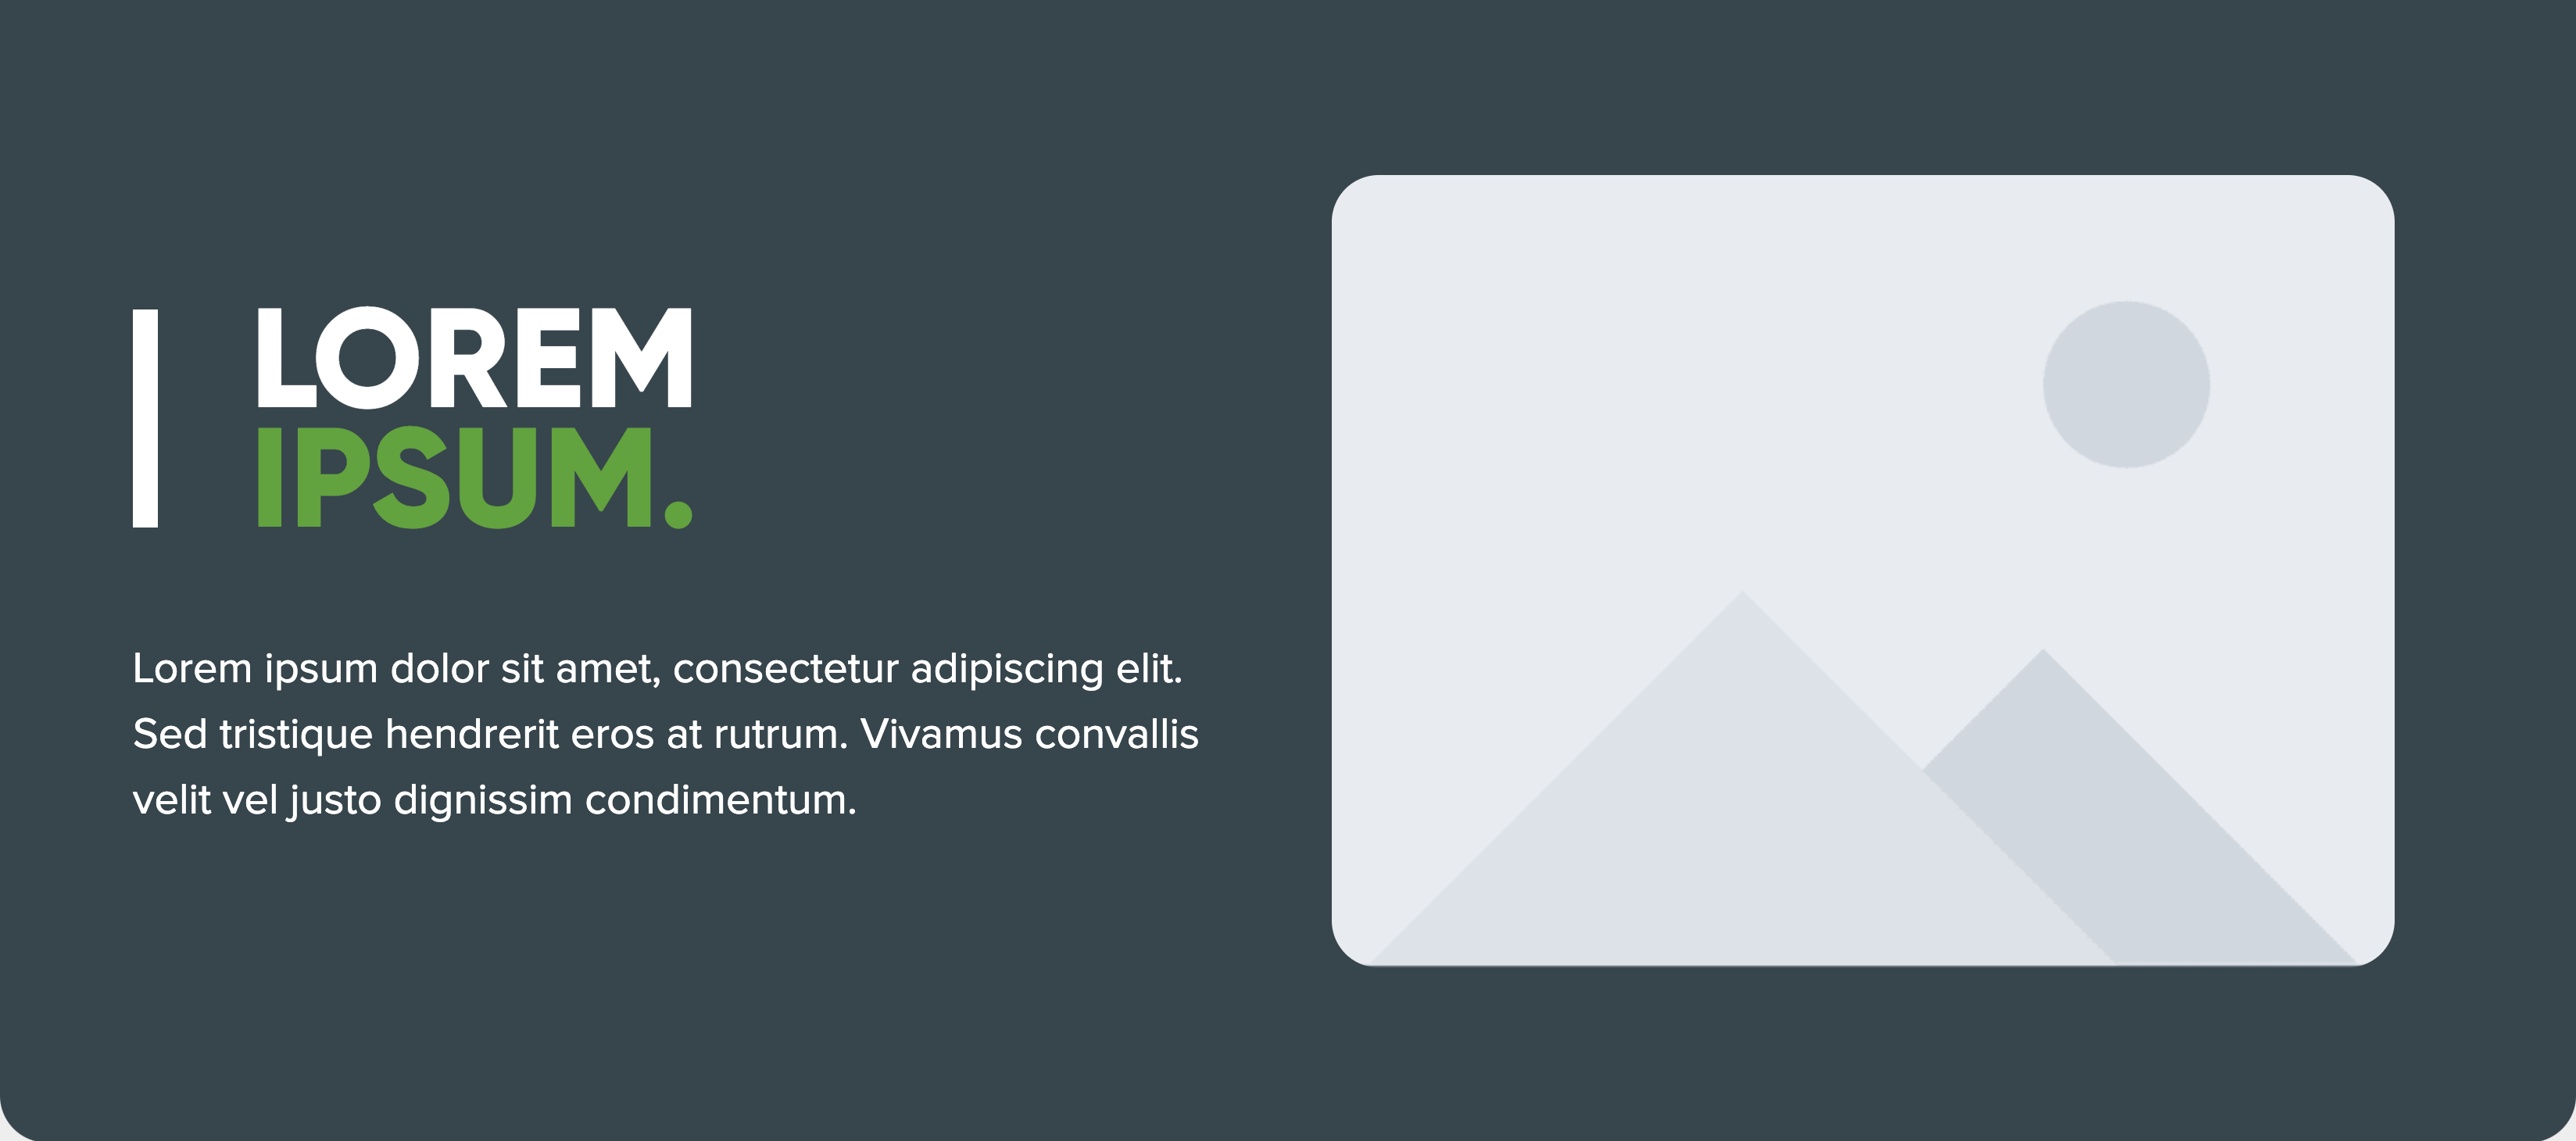 LOREM
IPSUM.
Lorem ipsum dolor sit amet, consectetur adipiscing elit.
Sed tristique hendrerit eros at rutrum. Vivamus convallis
velit vel justo dignissim condimentum.